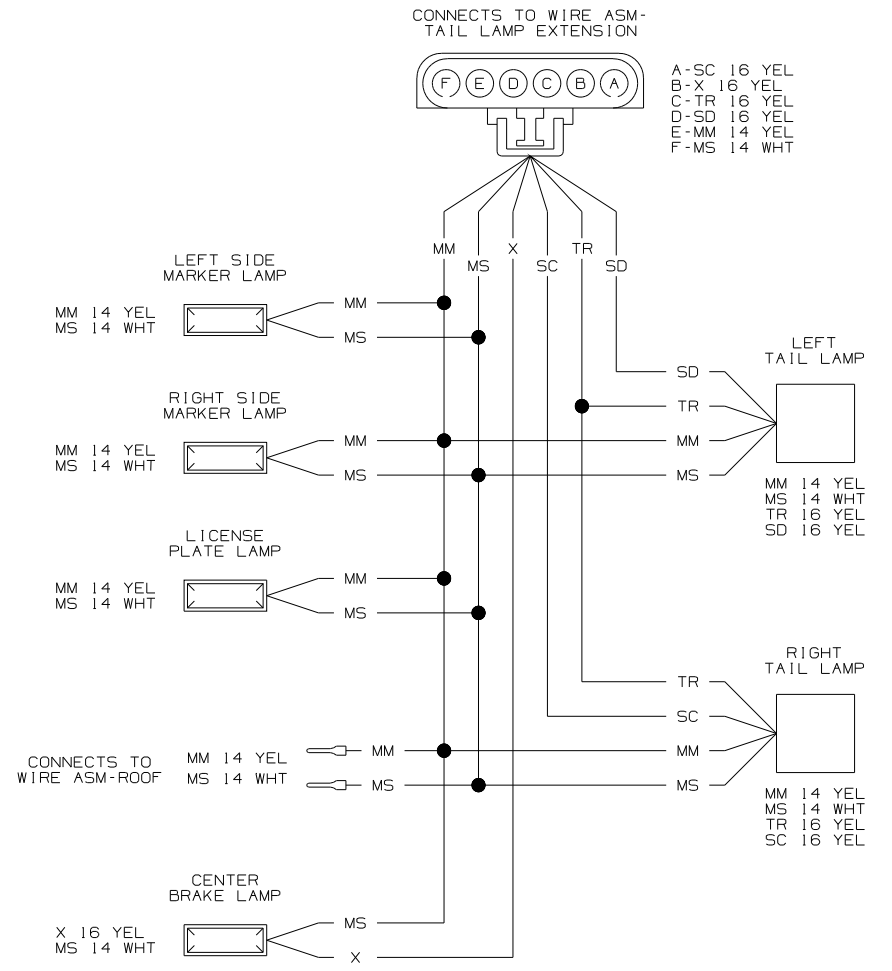 CONNECTS TO WIRE ASM-
TAIL LAMP EXTENSION
F E D C B A
A-SC 16 YEL
B-X 16 YEL
C-TR 16 YEL
D-SD 16 YEL
E-MM 14 YEL
F-MS 14 WHT
MM
MS
X
SC
TR
SD
LEFT SIDE
MARKER LAMP
MM 14 YEL
MS 14 WHT
MM
MS
LEFT
TAIL LAMP
SD
TR
MM
MS
MM 14 YEL
MS 14 WHT
TR 16 YEL
SD 16 YEL
RIGHT SIDE
MARKER LAMP
MM 14 YEL
MS 14 WHT
MM
MS
LICENSE
PLATE LAMP
MM 14 YEL
MS 14 WHT
MM
MS
RIGHT
TAIL LAMP
TR
SC
MM
MS
MM 14 YEL
MS 14 WHT
TR 16 YEL
SC 16 YEL
CONNECTS TO
WIRE ASM-ROOF
MM 14 YEL
MS 14 WHT
MM
MS
CENTER
BRAKE LAMP
X 16 YEL
MS 14 WHT
MS
X